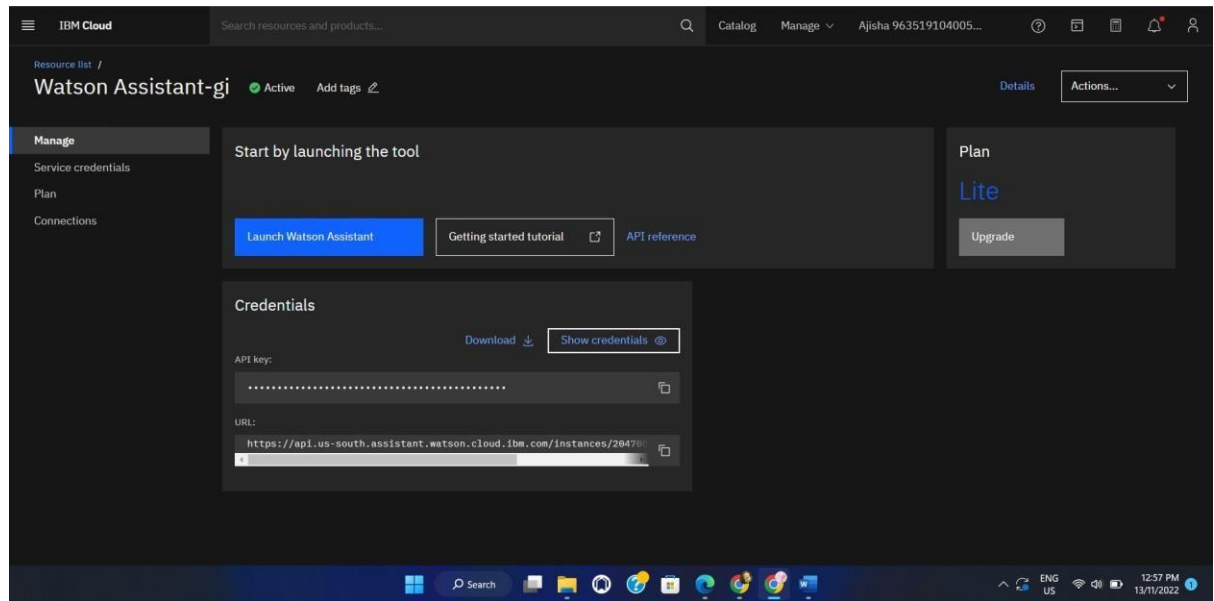 IBM Cloud
Search resources and products...
Catalog
Manage
Ajisha 963519104005...
Resource list /
Watson Assistant-gi
Active
Add tags
Details
Actions...
Manage
Service credentials
Plan
Connections
Start by launching the tool
Launch Watson Assistant
Getting started tutorial
API reference
Plan
Lite
Upgrade
Credentials
Download
Show credentials
API key:
••••••••••••••••••••••••••••••••••••••••••••
URL:
https://api.us-south.assistant.watson.cloud.ibm.com/instances/20470
Search
ENG
US
12:57 PM
13/11/2022
1